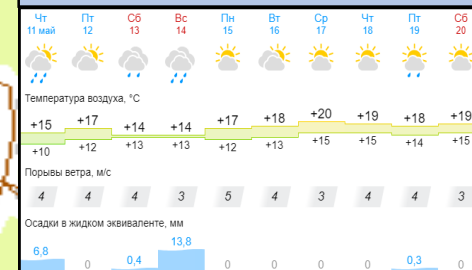 Чт Пт Сб Вс Пн Вт Ср Чт Пт Сб
11 май 12 13 14 15 16 17 18 19 20
Температура воздуха, °C
+15 +17 +14 +14 +17 +18 +20 +19 +18 +19
+10 +12 +13 +13 +12 +13 +15 +15 +14 +15
Порывы ветра, м/с
4 4 4 3 5 4 3 4 4 3
Осадки в жидком эквиваленте, мм
6,8 0 0,4 13,8 0 0 0 0 0,3 0